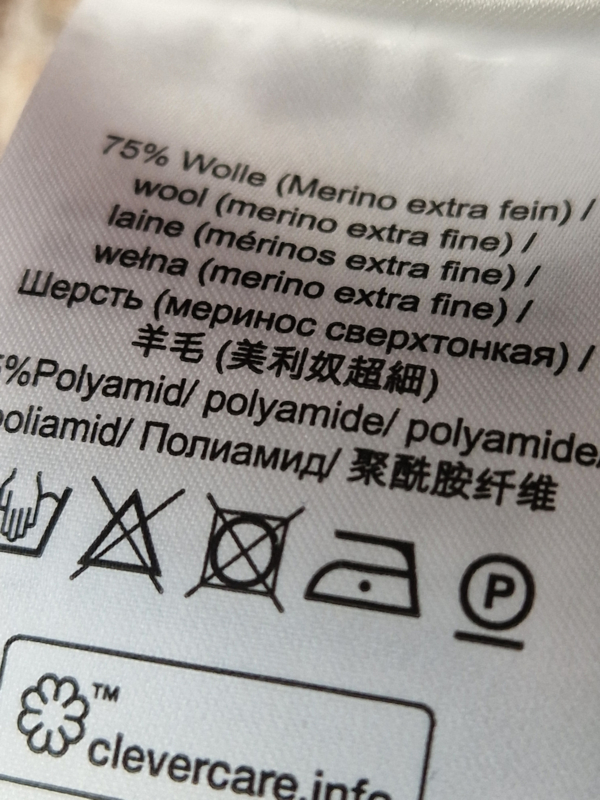 75% Wolle (Merino extra fein) /
wool (merino extra fine) /
laine (mérinos extra fine) /
wełna (merino extra fine) /
Шерсть (меринос сверхтонкая) /
羊毛 (美利奴超細)
5%Polyamid/ polyamide/ polyamide/
poliamid/ Полиамид/ 聚酰胺纤维
P
TM
clevercare.info